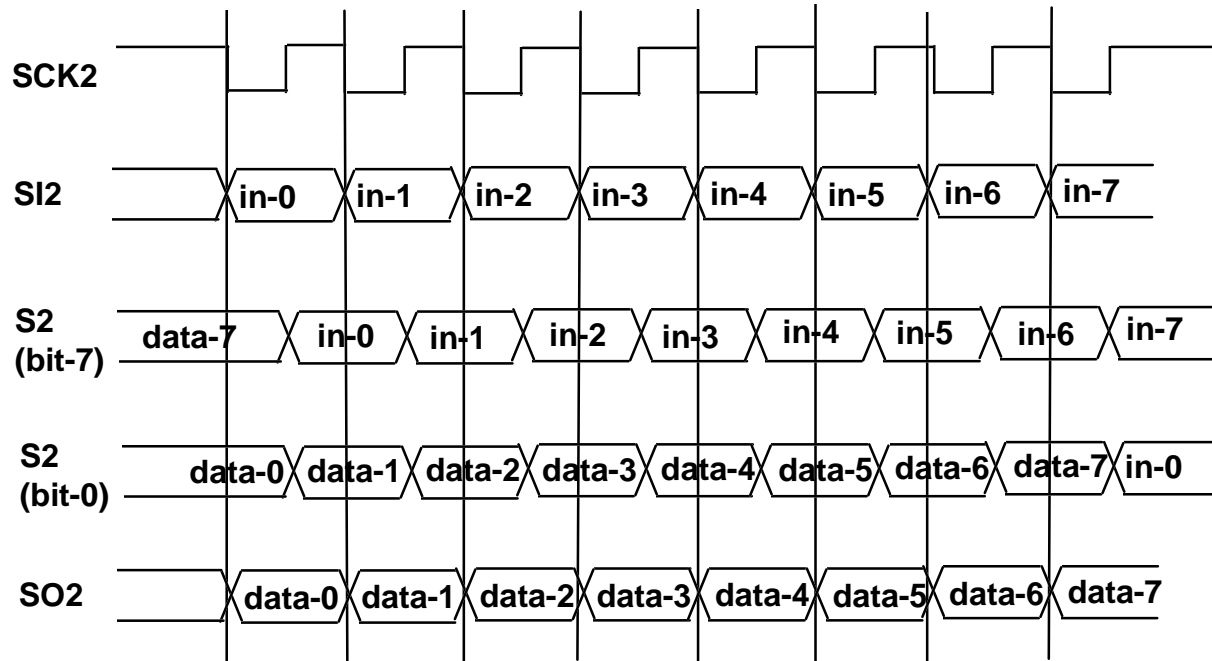 SCK2
SI2
in-0 in-1 in-2 in-3 in-4 in-5 in-6 in-7
S2
(bit-7)
data-7 in-0 in-1 in-2 in-3 in-4 in-5 in-6 in-7
S2
(bit-0)
data-0 data-1 data-2 data-3 data-4 data-5 data-6 data-7 in-0
SO2
data-0 data-1 data-2 data-3 data-4 data-5 data-6 data-7